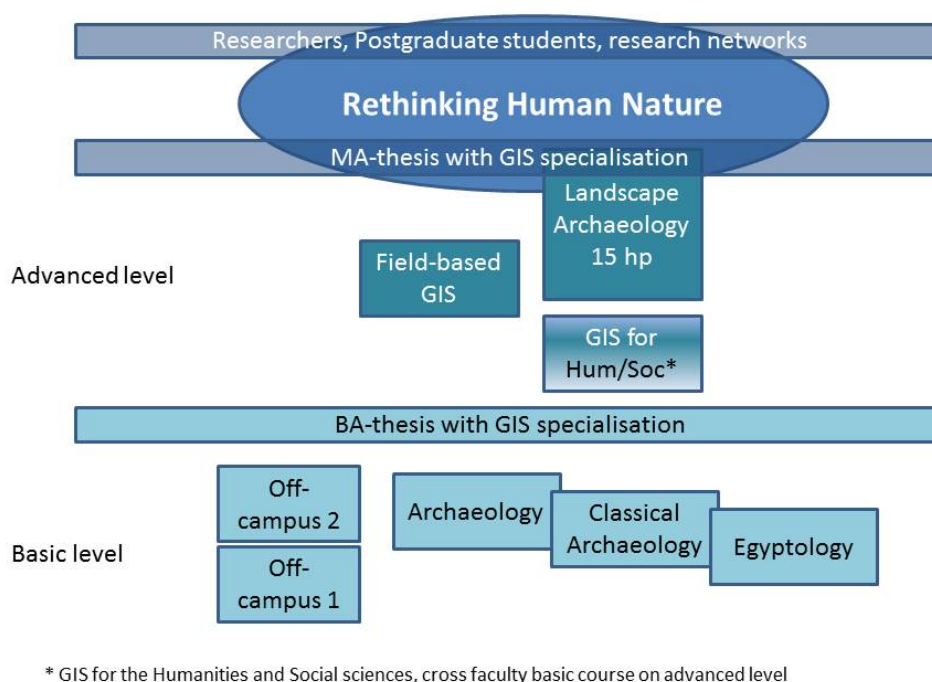 Researchers, Postgraduate students, research networks
Rethinking Human Nature
MA-thesis with GIS specialisation
Landscape
Archaeology
15 hp
Advanced level
Field-based
GIS
GIS for
Hum/Soc*
BA-thesis with GIS specialisation
Off-
campus 2
Archaeology
Classical
Archaeology
Egyptology
Basic level
Off-
campus 1
* GIS for the Humanities and Social sciences, cross faculty basic course on advanced level